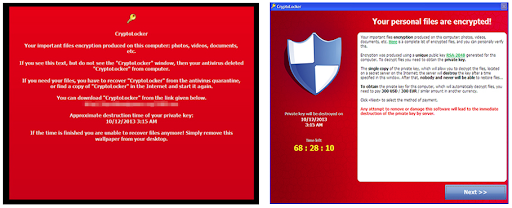 CryptoLocker
Your important files encryption produced on this computer: photos, videos, documents,
etc.
If you see this text, but do not see the "CryptoLocker" window, then your antivirus deleted
"CryptoLocker" from computer.
If you need your files, you have to recover "CryptoLocker" from the antivirus quarantine,
or find a copy of "CryptoLocker" in the Internet and start it again.
You can download "CryptoLocker" from the link given below.
Approximate destruction time of your private key:
10/12/2013 3:15 AM
If the time is finished you are unable to recover files anymore! Simply remove this
wallpaper from your desktop.
CryptoLocker
Your personal files are encrypted!
Your important files encryption produced on this computer: photos, videos,
documents, etc. Here is a complete list of encrypted files, and you can personally verify
this.
Encryption was produced using a unique public key RSA-2048 generated for this
computer. To decrypt files you need to obtain the private key.
The single copy of the private key, which will allow you to decrypt the files, located
on a secret server on the Internet; the server will destroy the key after a time
specified in this window. After that, nobody and never will be able to restore files...
To obtain the private key for this computer, which will automatically decrypt files, you
need to pay 300 USD / 300 EUR / similar amount in another currency.
Click «Next» to select the method of payment.
Any attempt to remove or damage this software will lead to the immediate
destruction of the private key by server.
Private key will be destroyed on
10/12/2013
3:15 AM
Time left
68 : 28 : 10
Next >>